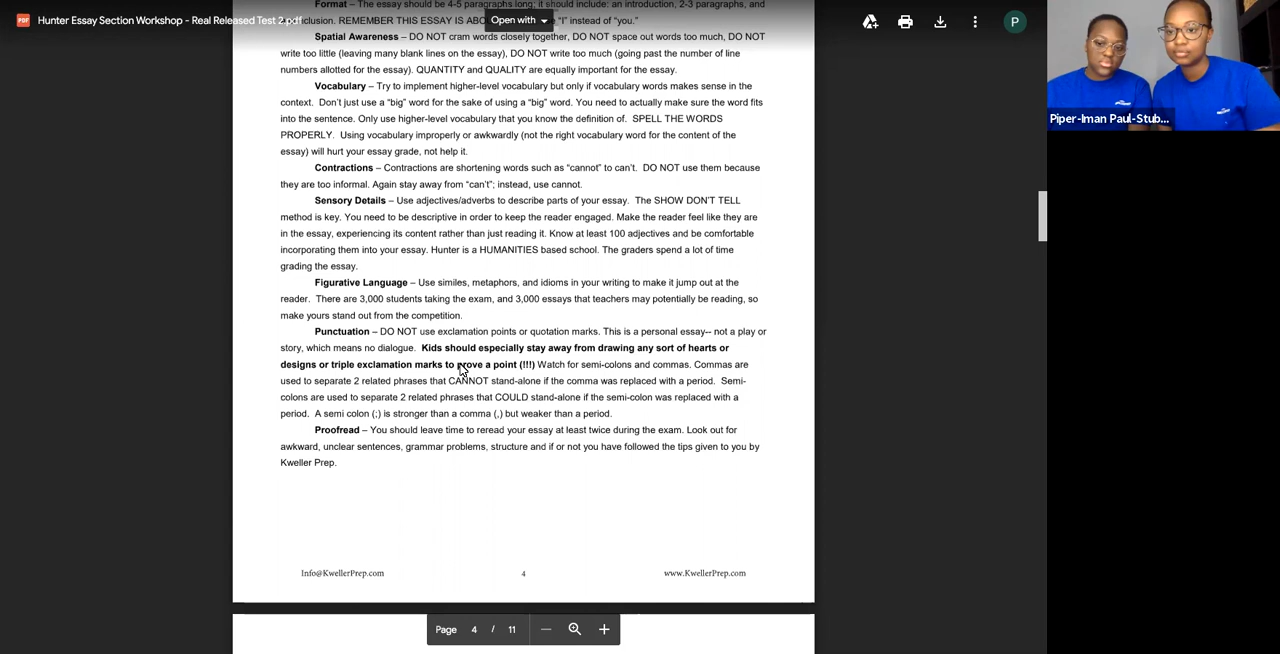 Hunter Essay Section Workshop - Real Released Test 2.pdf
Open with
P
Format – The essay should be 4-5 paragraphs long; it should include: an introduction, 2-3 paragraphs, and
clusion. REMEMBER THIS ESSAY IS "I" instead of "you."
Spatial Awareness – DO NOT cram words closely together, DO NOT space out words too much, DO NOT
write too little (leaving many blank lines on the essay), DO NOT write too much (going past the number of line
numbers allotted for the essay). QUANTITY and QUALITY are equally important for the essay.
Vocabulary – Try to implement higher-level vocabulary but only if vocabulary words makes sense in the
context. Don't just use a "big" word for the sake of using a "big" word. You need to actually make sure the word fits
into the sentence. Only use higher-level vocabulary that you know the definition of. SPELL THE WORDS
PROPERLY. Using vocabulary improperly or awkwardly (not the right vocabulary word for the content of the
essay) will hurt your essay grade, not help it.
Contractions – Contractions are shortening words such as "cannot" to can't. DO NOT use them because
they are too informal. Again stay away from "can't"; instead, use cannot.
Sensory Details – Use adjectives/adverbs to describe parts of your essay. The SHOW DON'T TELL
method is key. You need to be descriptive in order to keep the reader engaged. Make the reader feel like they are
in the essay, experiencing its content rather than just reading it. Know at least 100 adjectives and be comfortable
incorporating them into your essay. Hunter is a HUMANITIES based school. The graders spend a lot of time
grading the essay.
Figurative Language – Use similes, metaphors, and idioms in your writing to make it jump out at the
reader. There are 3,000 students taking the exam, and 3,000 essays that teachers may potentially be reading, so
make yours stand out from the competition.
Punctuation – DO NOT use exclamation points or quotation marks. This is a personal essay-- not a play or
story, which means no dialogue. Kids should especially stay away from drawing any sort of hearts or
designs or triple exclamation marks to prove a point (!!!) Watch for semi-colons and commas. Commas are
used to separate 2 related phrases that CANNOT stand-alone if the comma was replaced with a period. Semi-
colons are used to separate 2 related phrases that COULD stand-alone if the semi-colon was replaced with a
period. A semi colon (;) is stronger than a comma (,) but weaker than a period.
Proofread – You should leave time to reread your essay at least twice during the exam. Look out for
awkward, unclear sentences, grammar problems, structure and if or not you have followed the tips given to you by
Kweller Prep.
Info@KwellerPrep.com 4 www.KwellerPrep.com
Page 4 / 11
Piper-Iman Paul-Stub...